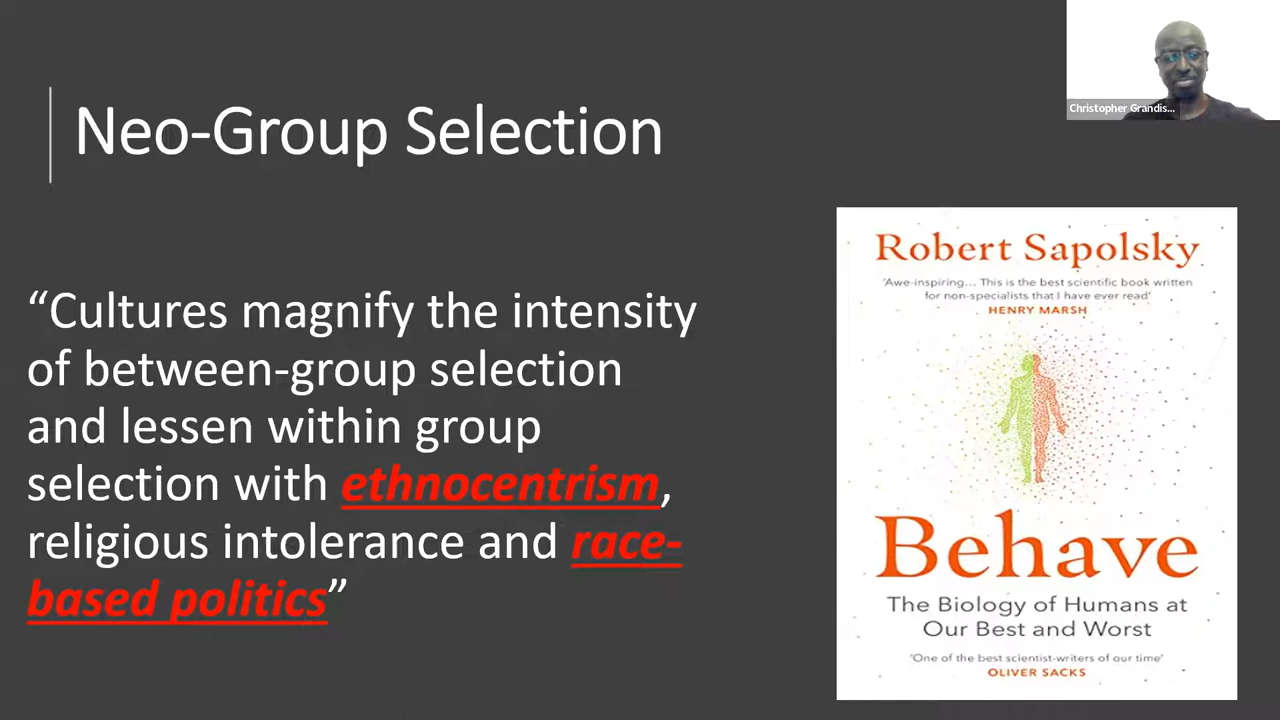 Neo-Group Selection
Christopher Grandis...
“Cultures magnify the intensity
of between-group selection
and lessen within group
selection with ethnocentrism,
religious intolerance and race-
based politics”
Robert Sapolsky
'Awe-inspiring... This is the best scientific book written
for non-specialists that I have ever read'
HENRY MARSH
Behave
The Biology of Humans at
Our Best and Worst
'One of the best scientist-writers of our time'
OLIVER SACKS